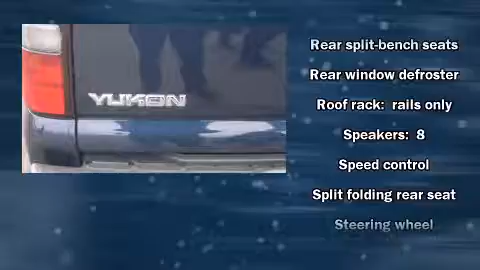 YUKON
Rear split-bench seats
Rear window defroster
Roof rack: rails only
Speakers: 8
Speed control
Split folding rear seat
Steering wheel